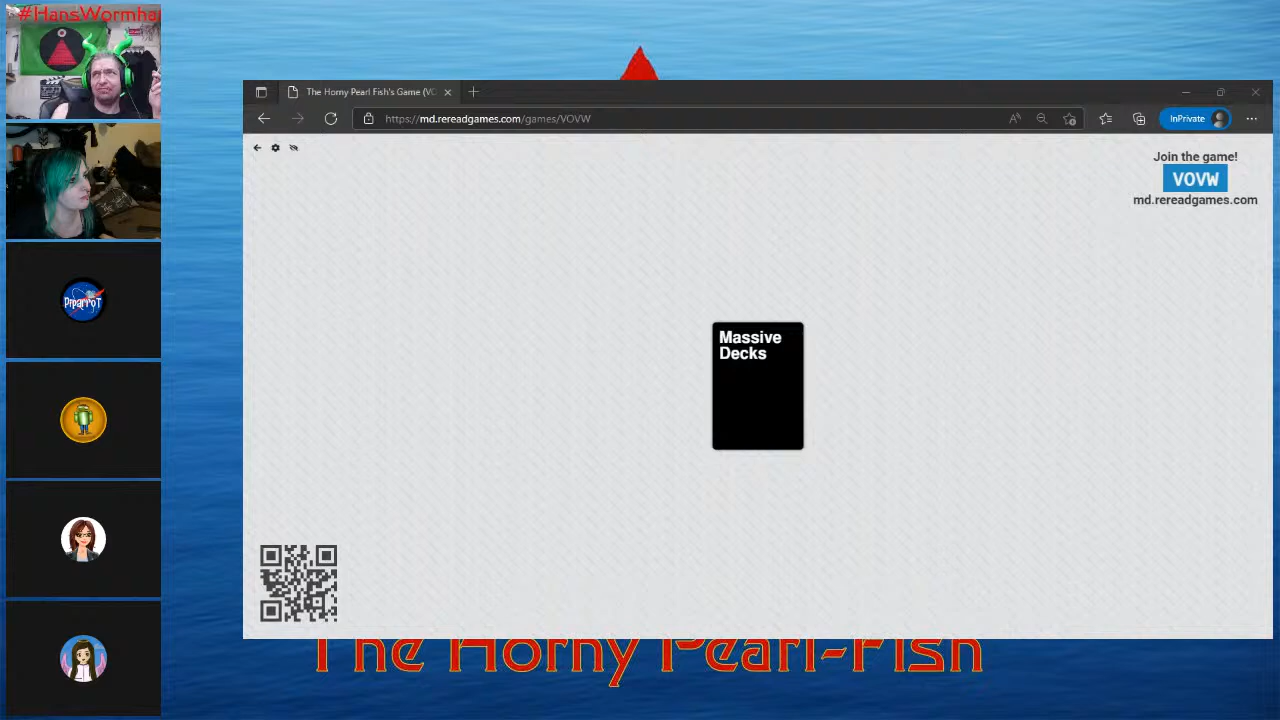 #HansWormha
The Horny Pearl Fish's Game (VO
https://md.rereadgames.com/games/VOVW
InPrivate
Join the game!
VOVW
md.rereadgames.com
Massive
Decks
PrparroT
The Horny Pearl-Fish